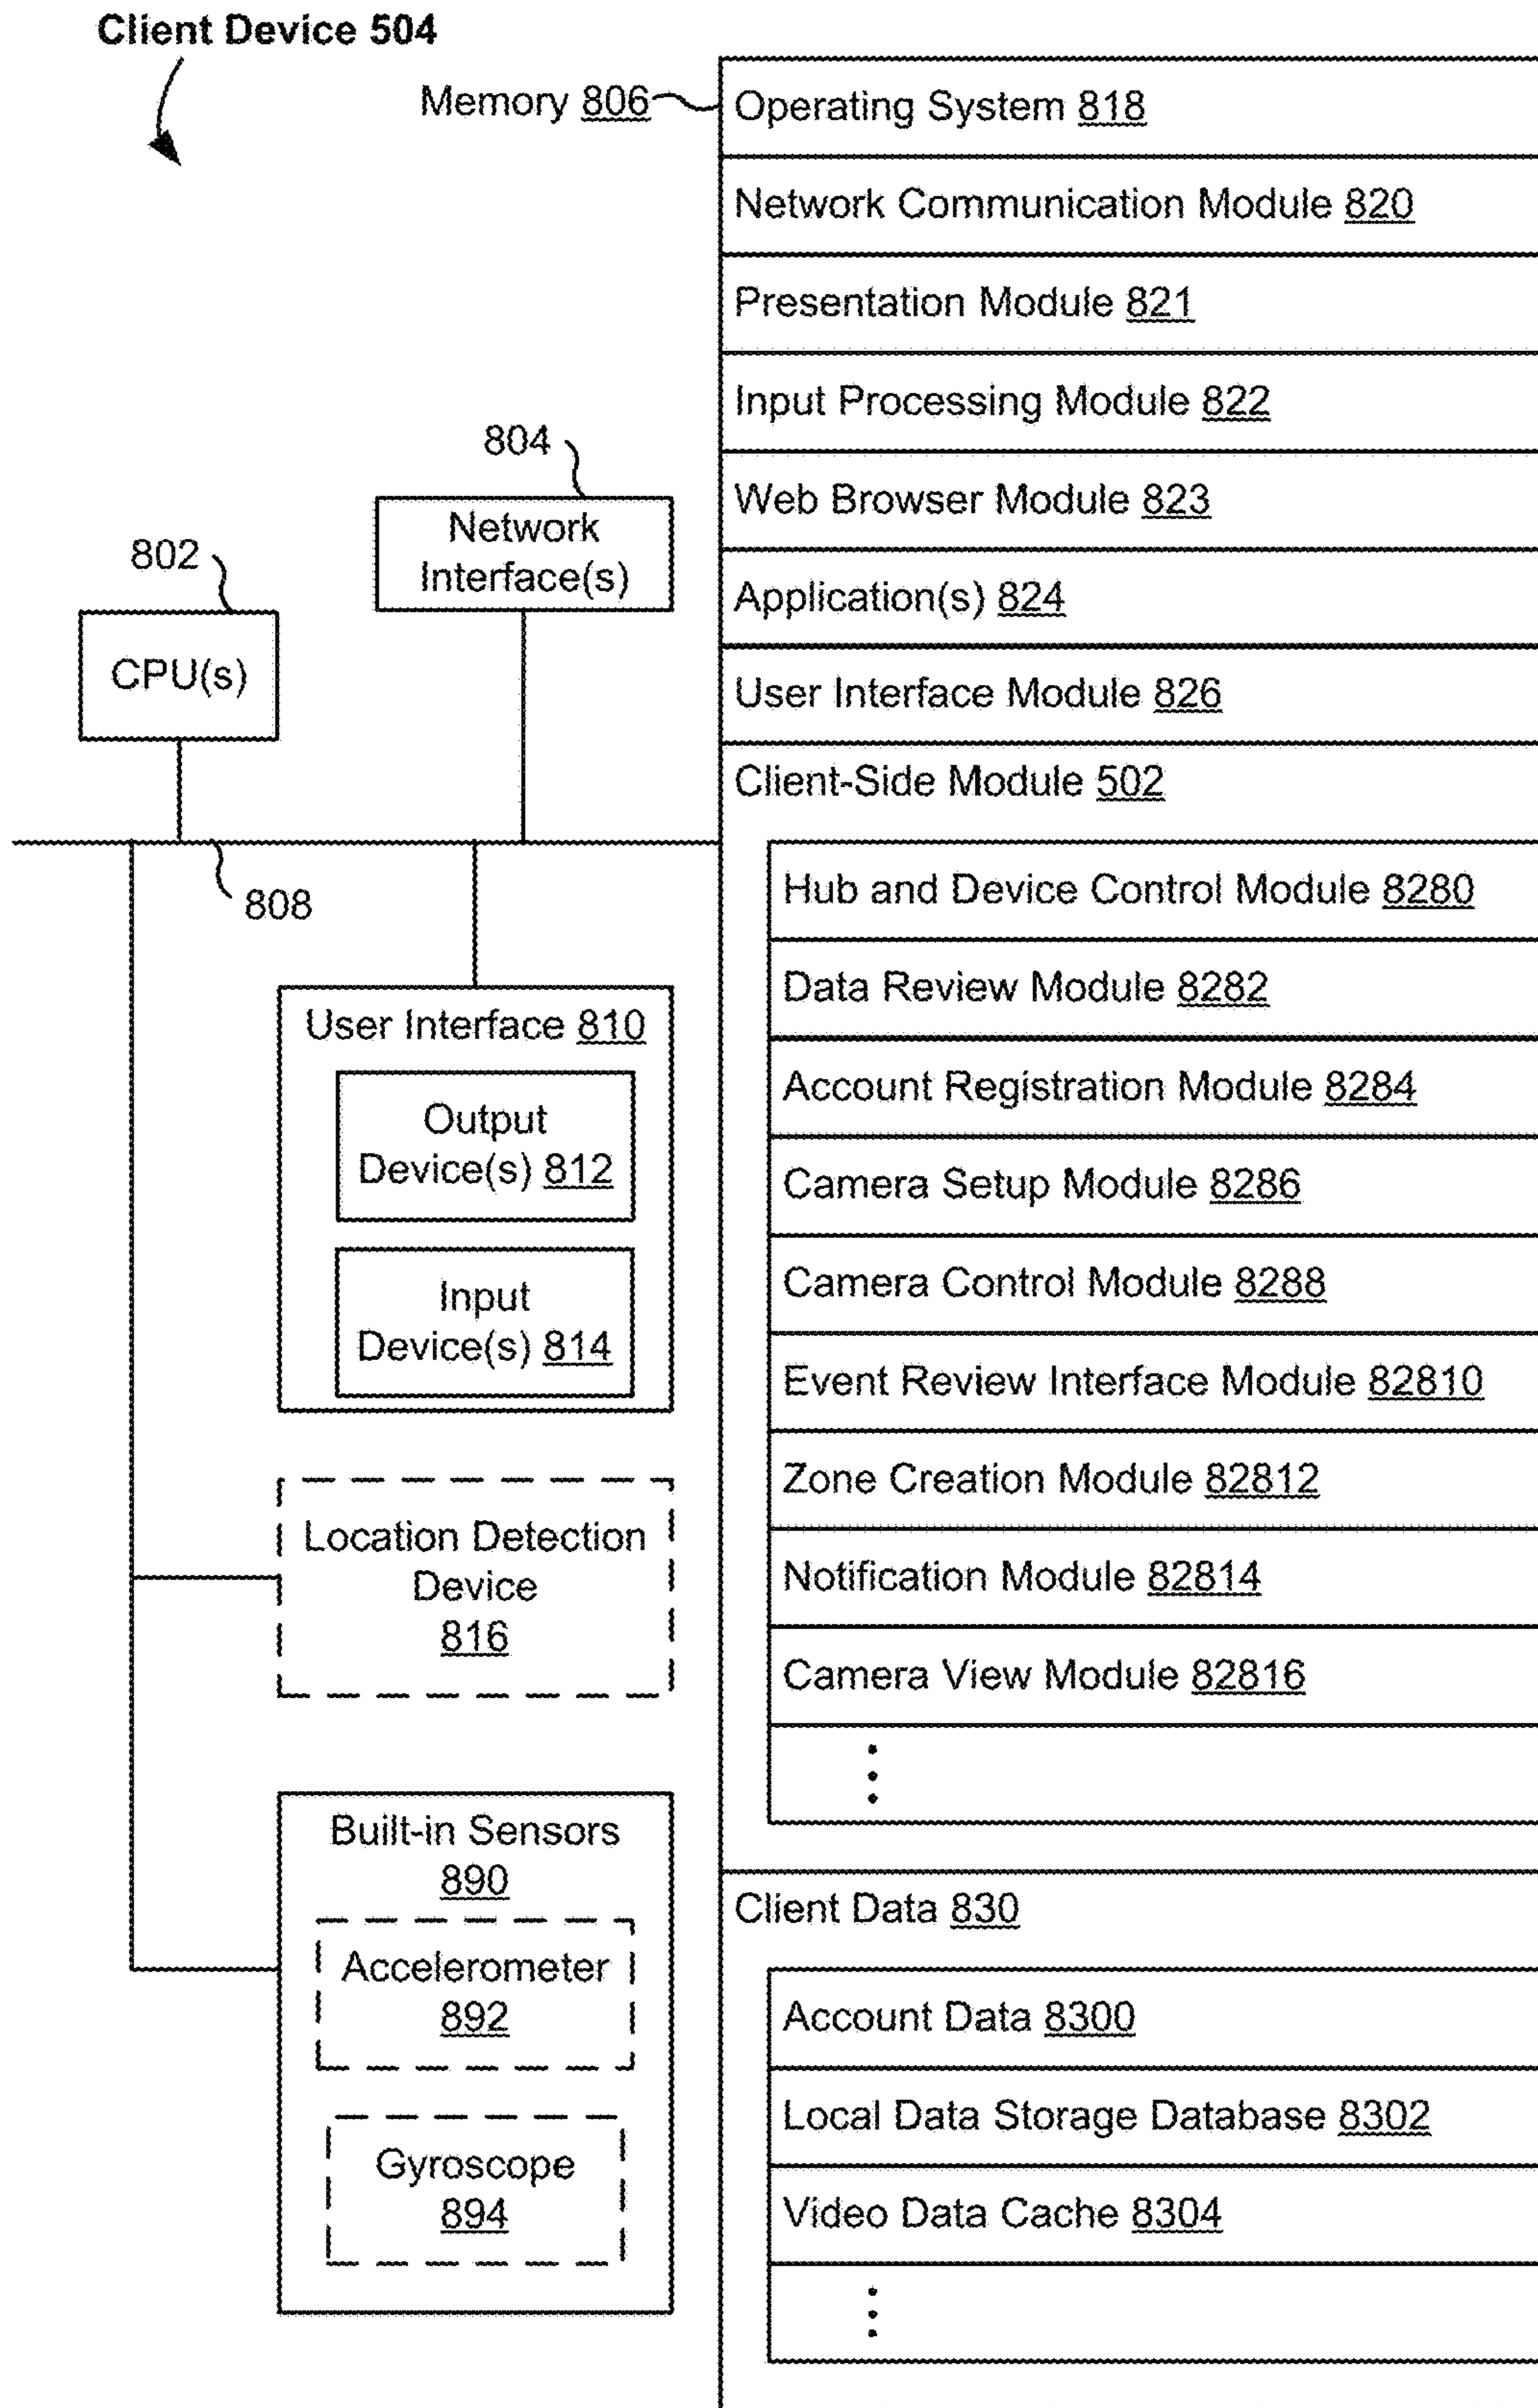 Client Device 504
Memory 806
Operating System 818
Network Communication Module 820
Presentation Module 821
Input Processing Module 822
Web Browser Module 823
Application(s) 824
User Interface Module 826
Client-Side Module 502
Hub and Device Control Module 8280
Data Review Module 8282
Account Registration Module 8284
Camera Setup Module 8286
Camera Control Module 8288
Event Review Interface Module 82810
Zone Creation Module 82812
Notification Module 82814
Camera View Module 82816
Client Data 830
Account Data 8300
Local Data Storage Database 8302
Video Data Cache 8304
804
Network
Interface(s)
802
CPU(s)
808
User Interface 810
Output
Device(s) 812
Input
Device(s) 814
Location Detection
Device
816
Built-in Sensors
890
Accelerometer
892
Gyroscope
894